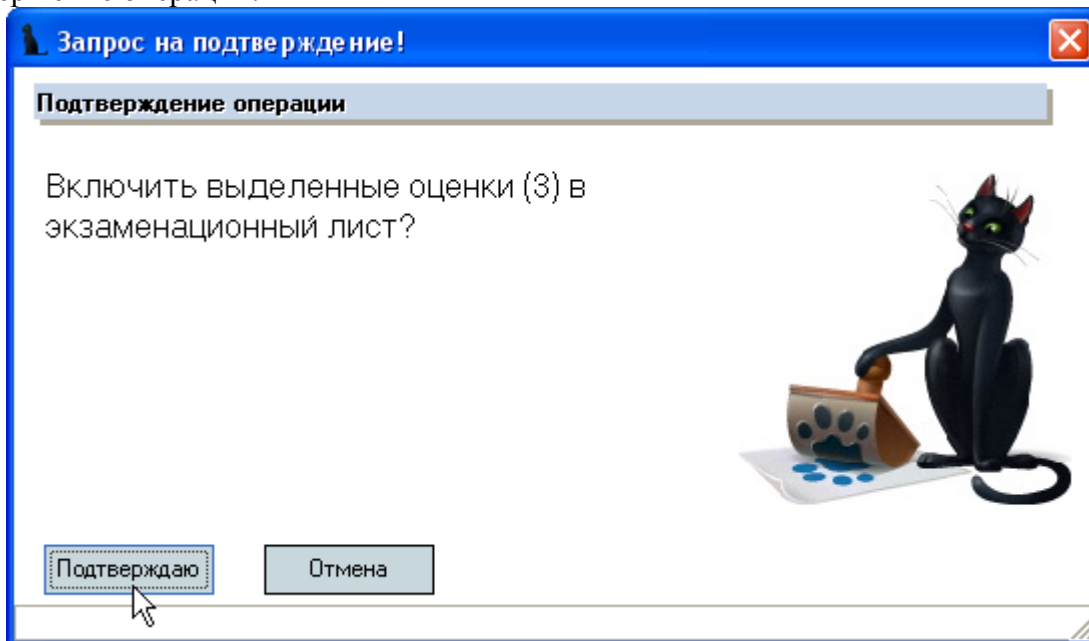 Запрос на подтверждение!
Подтверждение операции
Включить выделенные оценки (3) в
экзаменационный лист?
Подтверждаю
Отмена